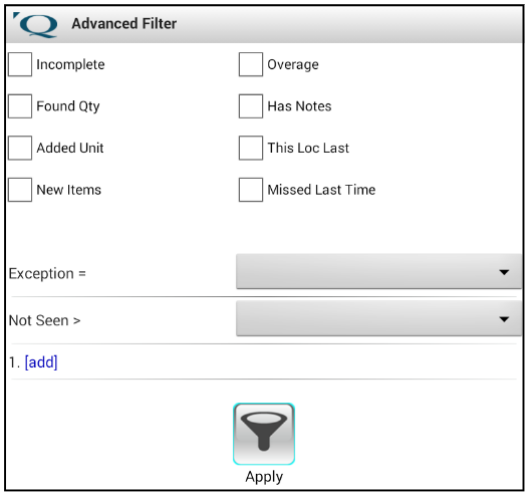 Advanced Filter
Incomplete Overage
Found Qty Has Notes
Added Unit This Loc Last
New Items Missed Last Time
Exception =
Not Seen >
1. [add]
Apply